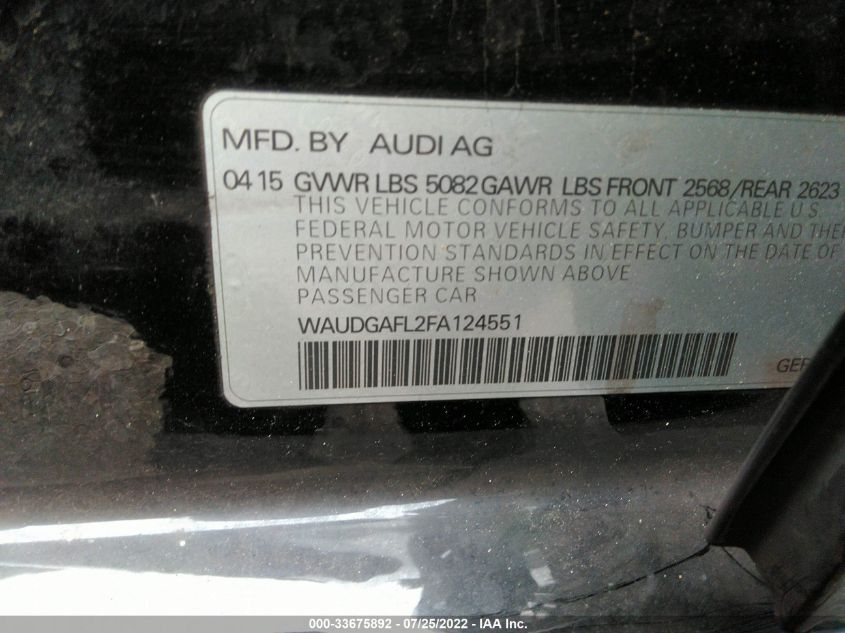 MFD. BY AUDI AG
04 15 GVWR LBS 5082 GAWR LBS FRONT 2568/REAR 2623
THIS VEHICLE CONFORMS TO ALL APPLICABLE U.S
FEDERAL MOTOR VEHICLE SAFETY, BUMPER AND
PREVENTION STANDARDS IN EFFECT ON THE DATE OF
MANUFACTURE SHOWN ABOVE
PASSENGER CAR
WAUDGAFL2FA124551
000-33675892 - 07/25/2022 - IAA Inc.